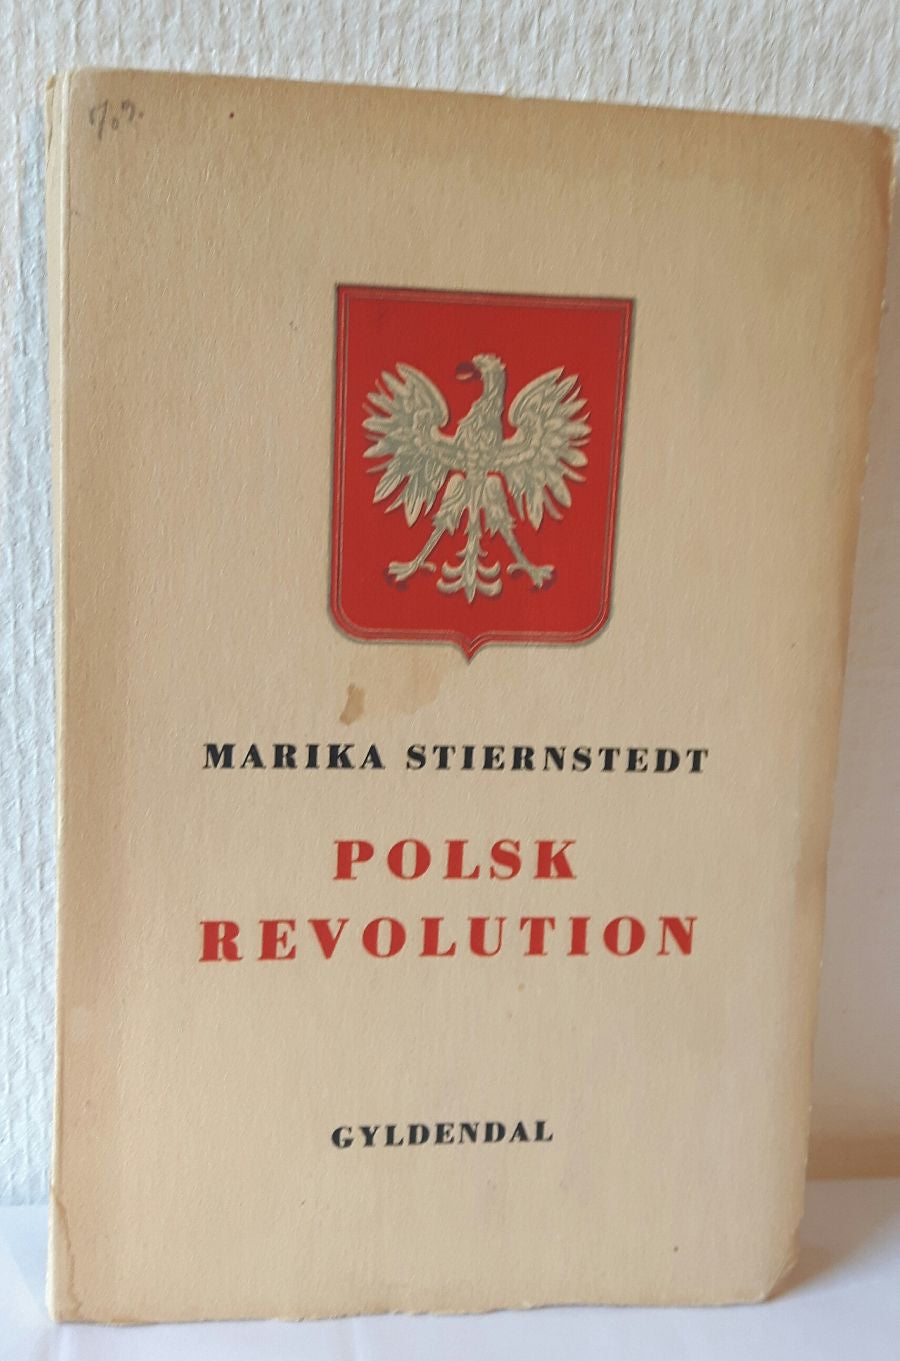 MARIKA STIERNSTEDT
POLSK
REVOLUTION
GYLDENDAL